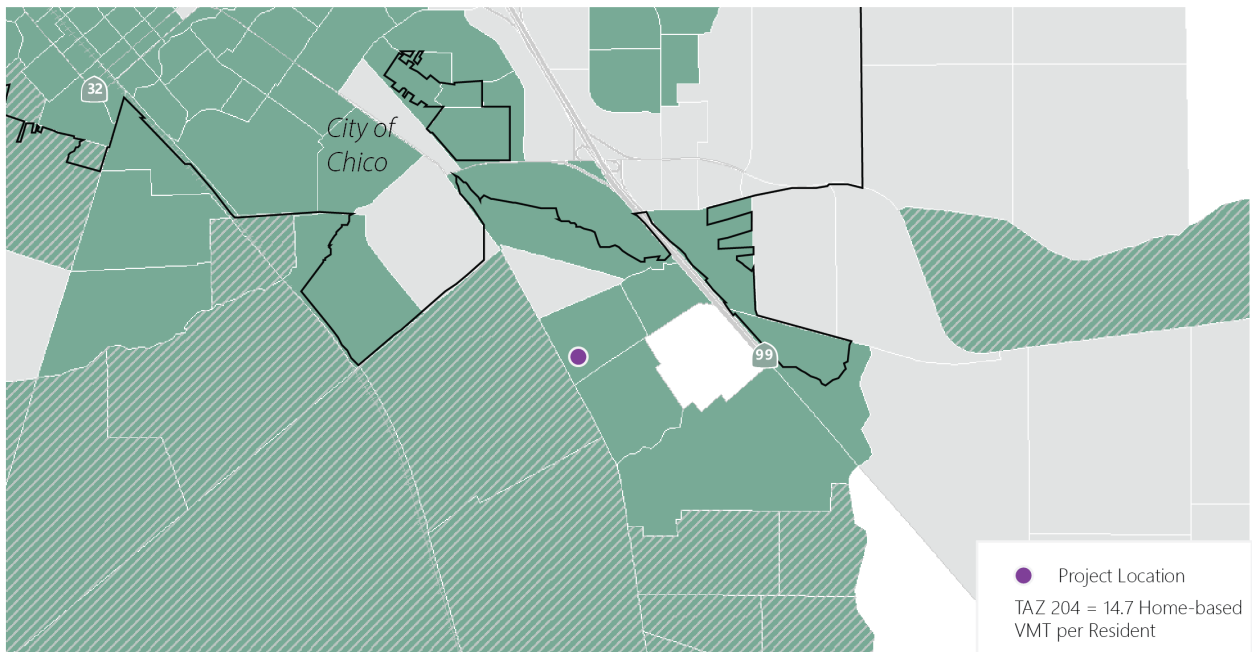 32
City of
Chico
99
Project Location
TAZ 204 = 14.7 Home-based
VMT per Resident